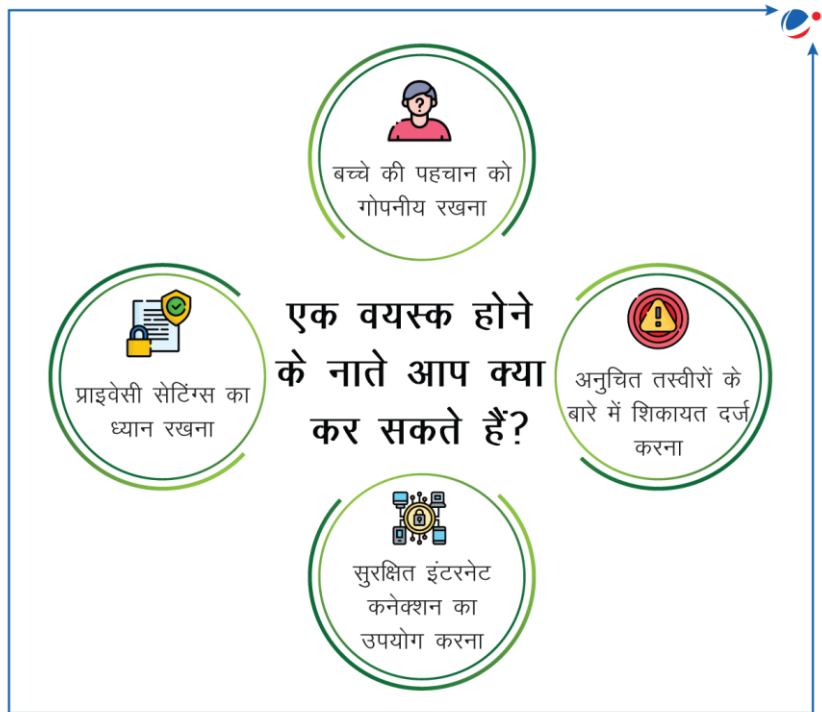 बच्चे की पहचान को
गोपनीय रखना
एक वयस्क होने
के नाते आप क्या
कर सकते हैं?
प्राइवेसी सेटिंग्स का
ध्यान रखना
अनुचित तस्वीरों के
बारे में शिकायत दर्ज
करना
सुरक्षित इंटरनेट
कनेक्शन का
उपयोग करना